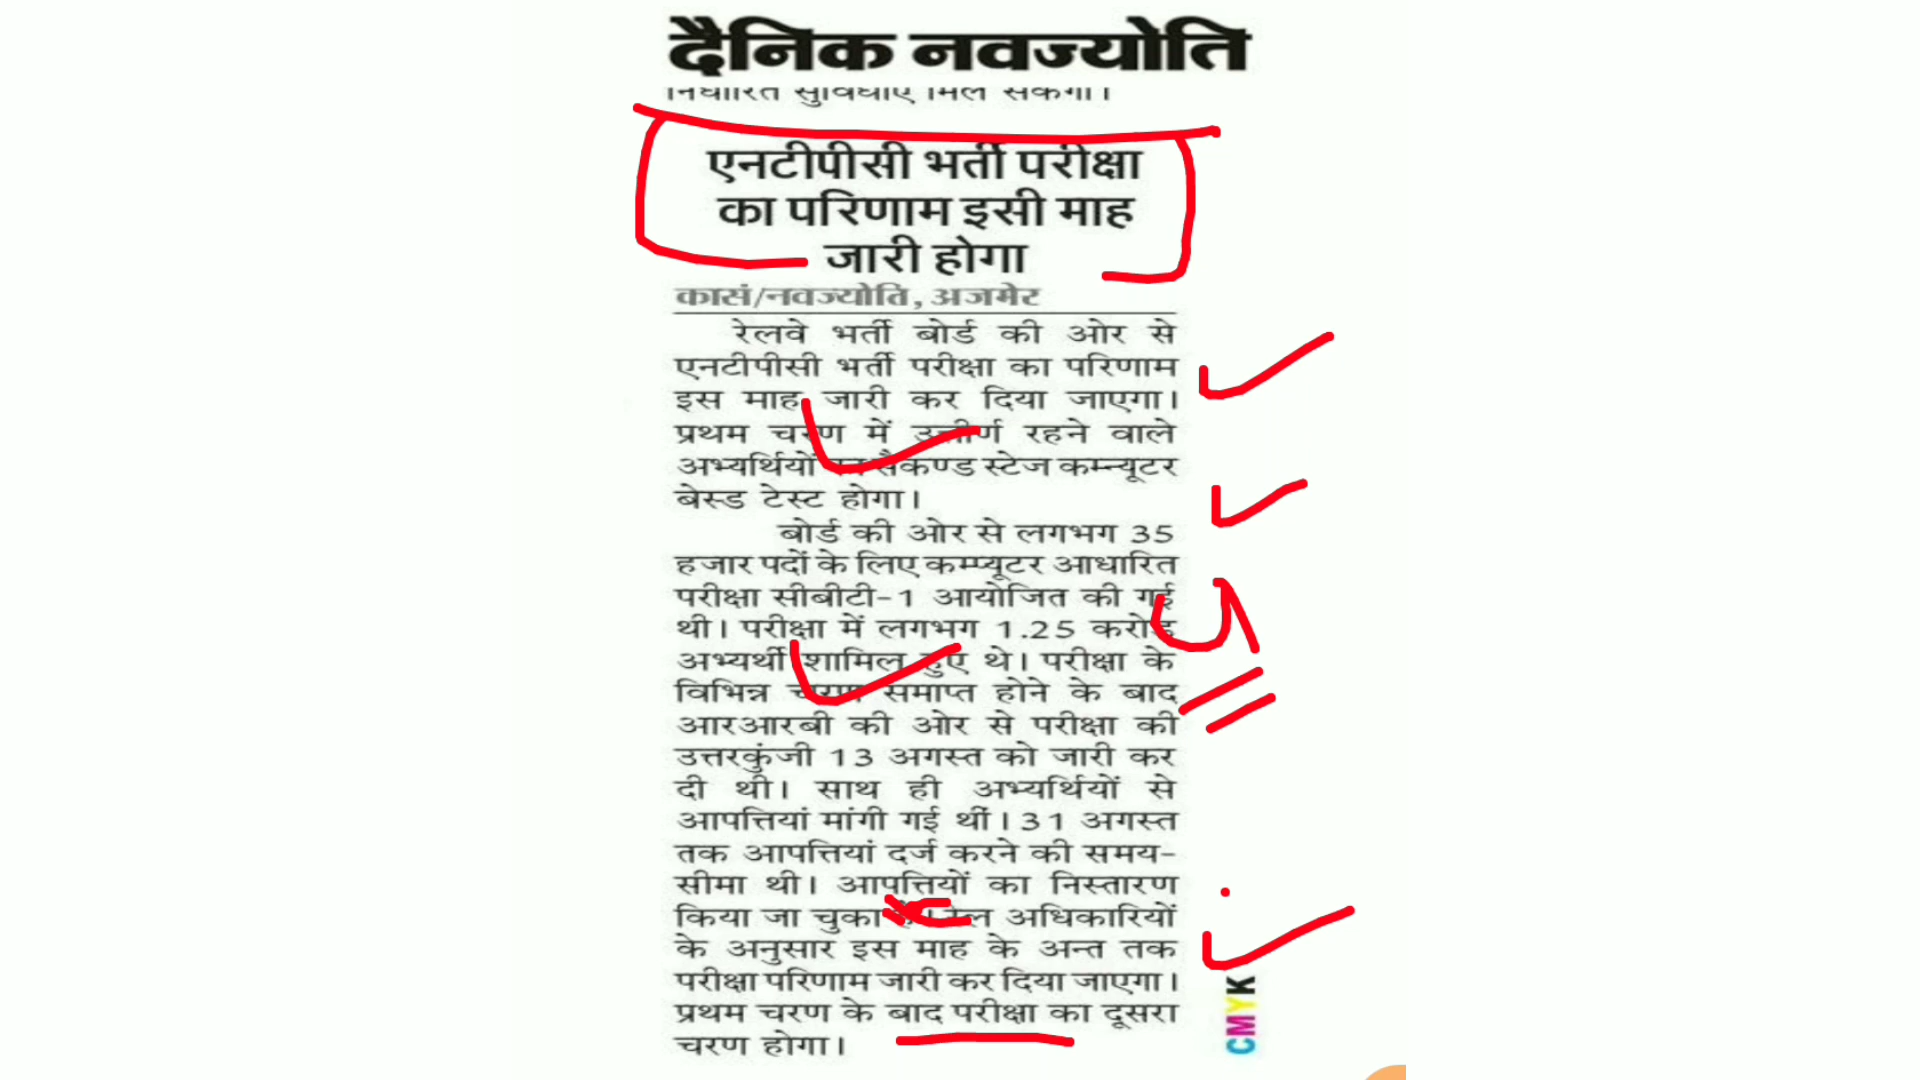 दैनिक नवज्योति
निर्धारित सुविधाएं मिल सकेंगी।
एनटीपीसी भर्ती परीक्षा
का परिणाम इसी माह
जारी होगा
कासं/नवज्योति, अजमेर
रेलवे भर्ती बोर्ड की ओर से
एनटीपीसी भर्ती परीक्षा का परिणाम
इस माह जारी कर दिया जाएगा।
प्रथम चरण में उत्तीर्ण रहने वाले
अभ्यर्थियों का सैकण्ड स्टेज कम्प्यूटर
बेस्ड टेस्ट होगा।
बोर्ड की ओर से लगभग 35
हजार पदों के लिए कम्प्यूटर आधारित
परीक्षा सीबीटी-1 आयोजित की गई
थी। परीक्षा में लगभग 1.25 करोड़
अभ्यर्थी शामिल हुए थे। परीक्षा के
विभिन्न चरण समाप्त होने के बाद
आरआरबी की ओर से परीक्षा की
उत्तरकुंजी 13 अगस्त को जारी कर
दी थी। साथ ही अभ्यर्थियों से
आपत्तियां मांगी गई थीं। 31 अगस्त
तक आपत्तियां दर्ज करने की समय-
सीमा थी। आपत्तियों का निस्तारण
किया जा चुका है। रेल अधिकारियों
के अनुसार इस माह के अन्त तक
परीक्षा परिणाम जारी कर दिया जाएगा।
प्रथम चरण के बाद परीक्षा का दूसरा
चरण होगा।
CMYK